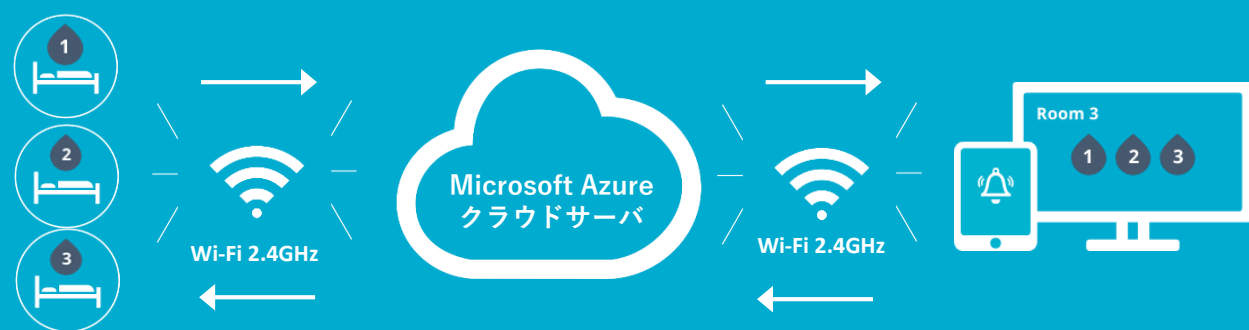 1
2
3
Wi-Fi 2.4GHz
Microsoft Azure
クラウドサーバ
Wi-Fi 2.4GHz
Room 3
1 2 3